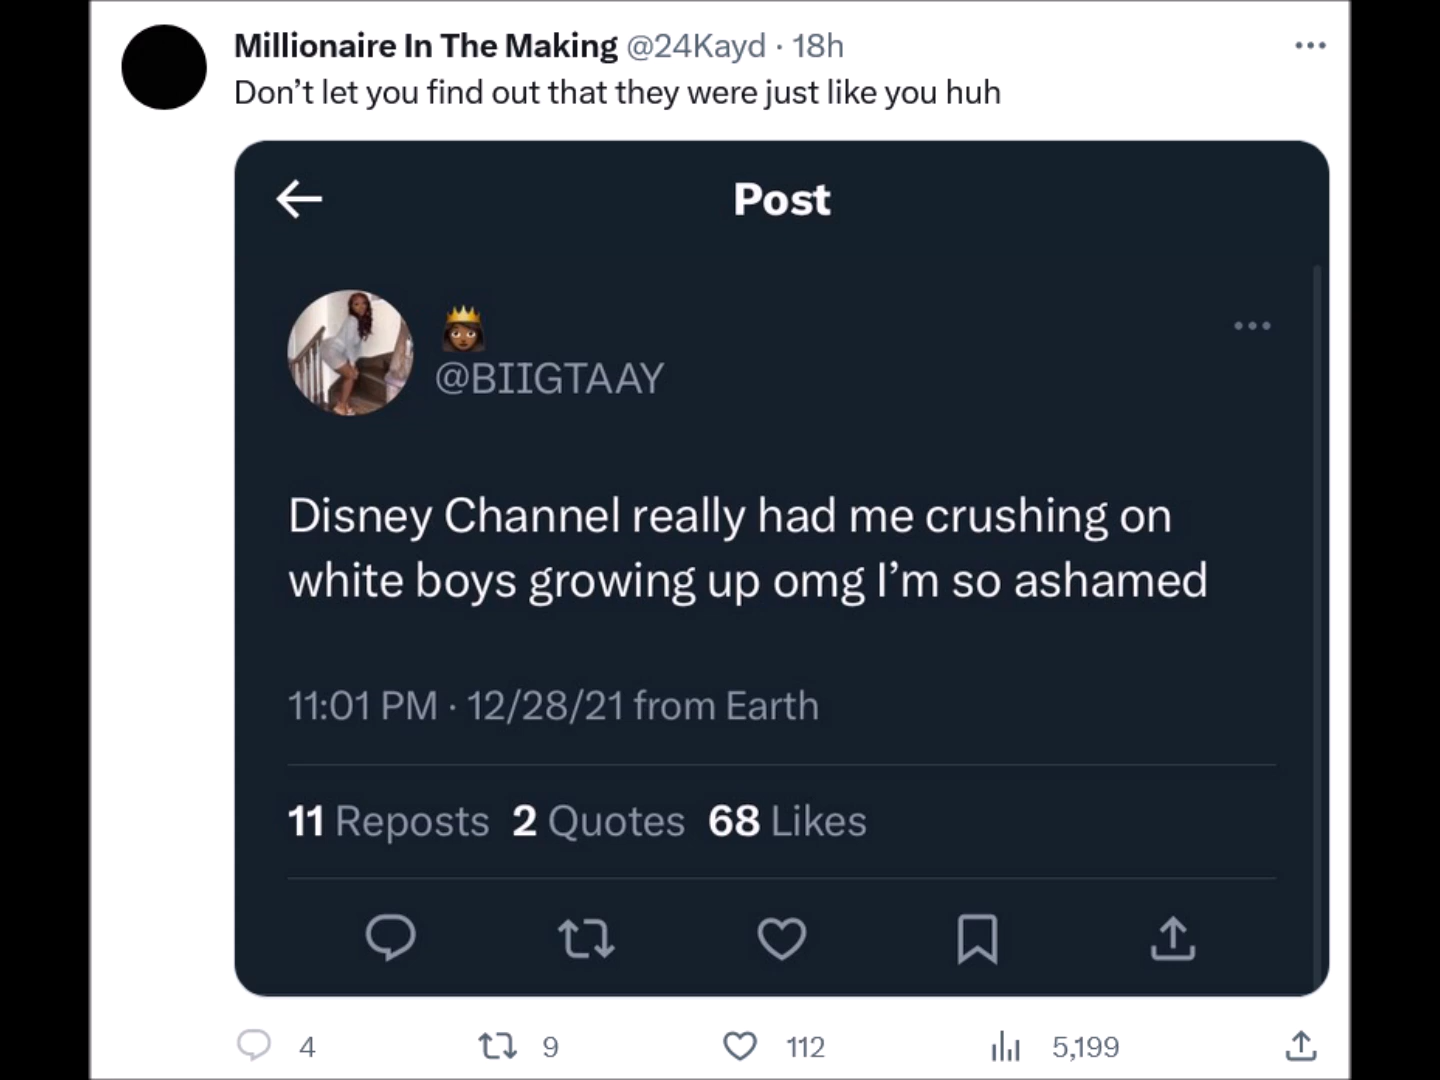 Millionaire In The Making @24Kayd · 18h
Don’t let you find out that they were just like you huh
Post
@BIIGTAAY
Disney Channel really had me crushing on
white boys growing up omg I’m so ashamed
11:01 PM · 12/28/21 from Earth
11 Reposts 2 Quotes 68 Likes
4 9 112 5,199